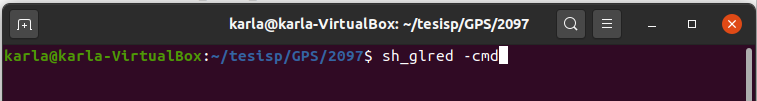 karla@karla-VirtualBox: ~/tesisp/GPS/2097
karla@karla-VirtualBox:~/tesisp/GPS/2097$ sh_glred -cmd